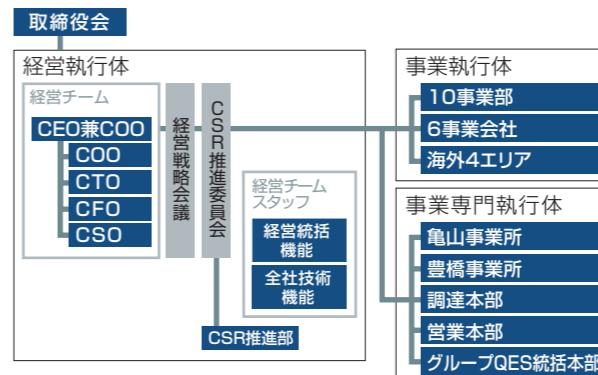 取締役会
経営執行体
経営チーム
CEO兼COO
COO
CTO
CFO
CSO
経営戦略会議
CSR推進委員会
経営チーム
スタッフ
経営統括
機能
全社技術
機能
CSR推進部
事業執行体
10事業部
6事業会社
海外4エリア
事業専門執行体
亀山事業所
豊橋事業所
調達本部
営業本部
グループQES統括本部